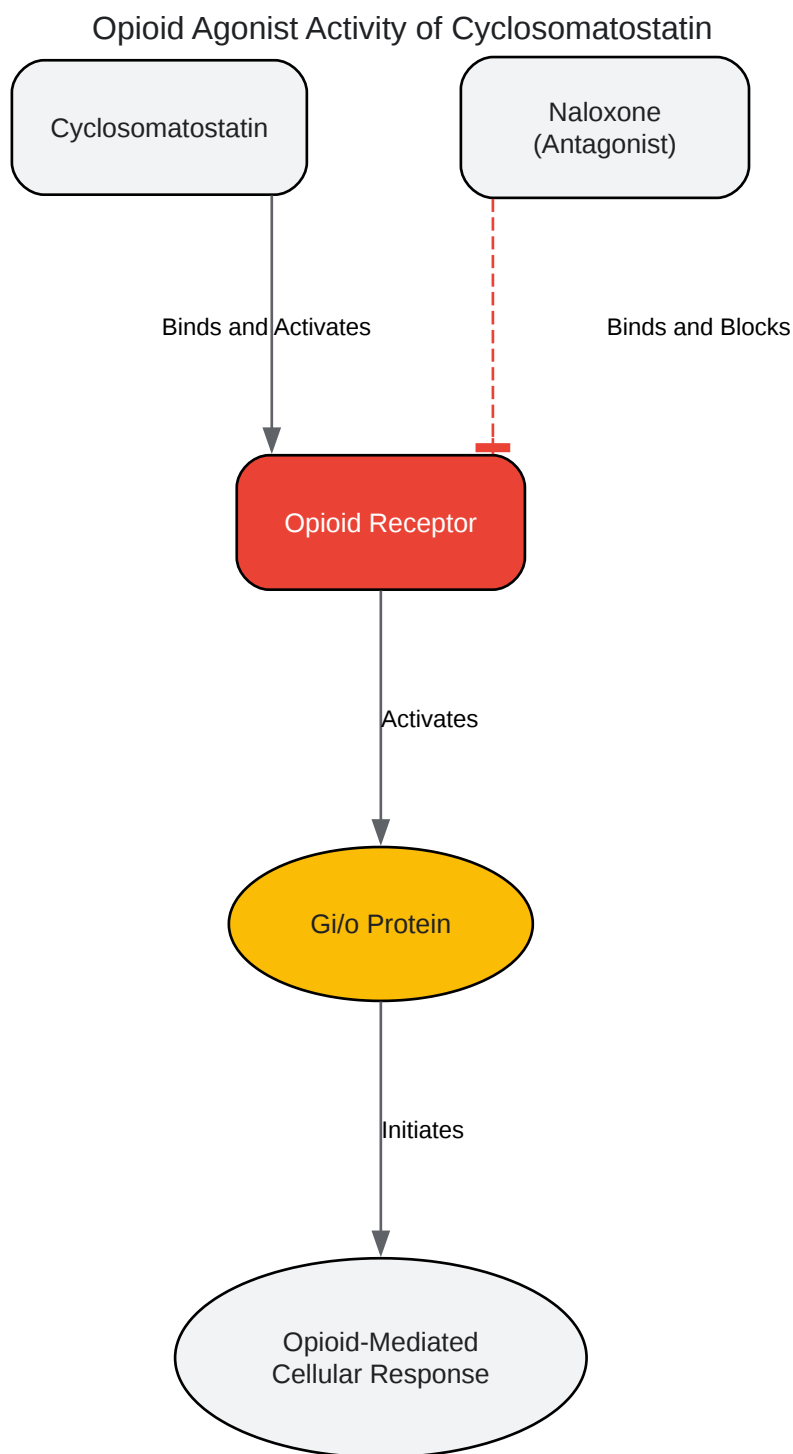 Opioid Agonist Activity of Cyclosomatostatin
Cyclosomatostatin
Naloxone
(Antagonist)
Binds and Activates
Binds and Blocks
Opioid Receptor
Activates
Gi/o Protein
Initiates
Opioid-Mediated
Cellular Response